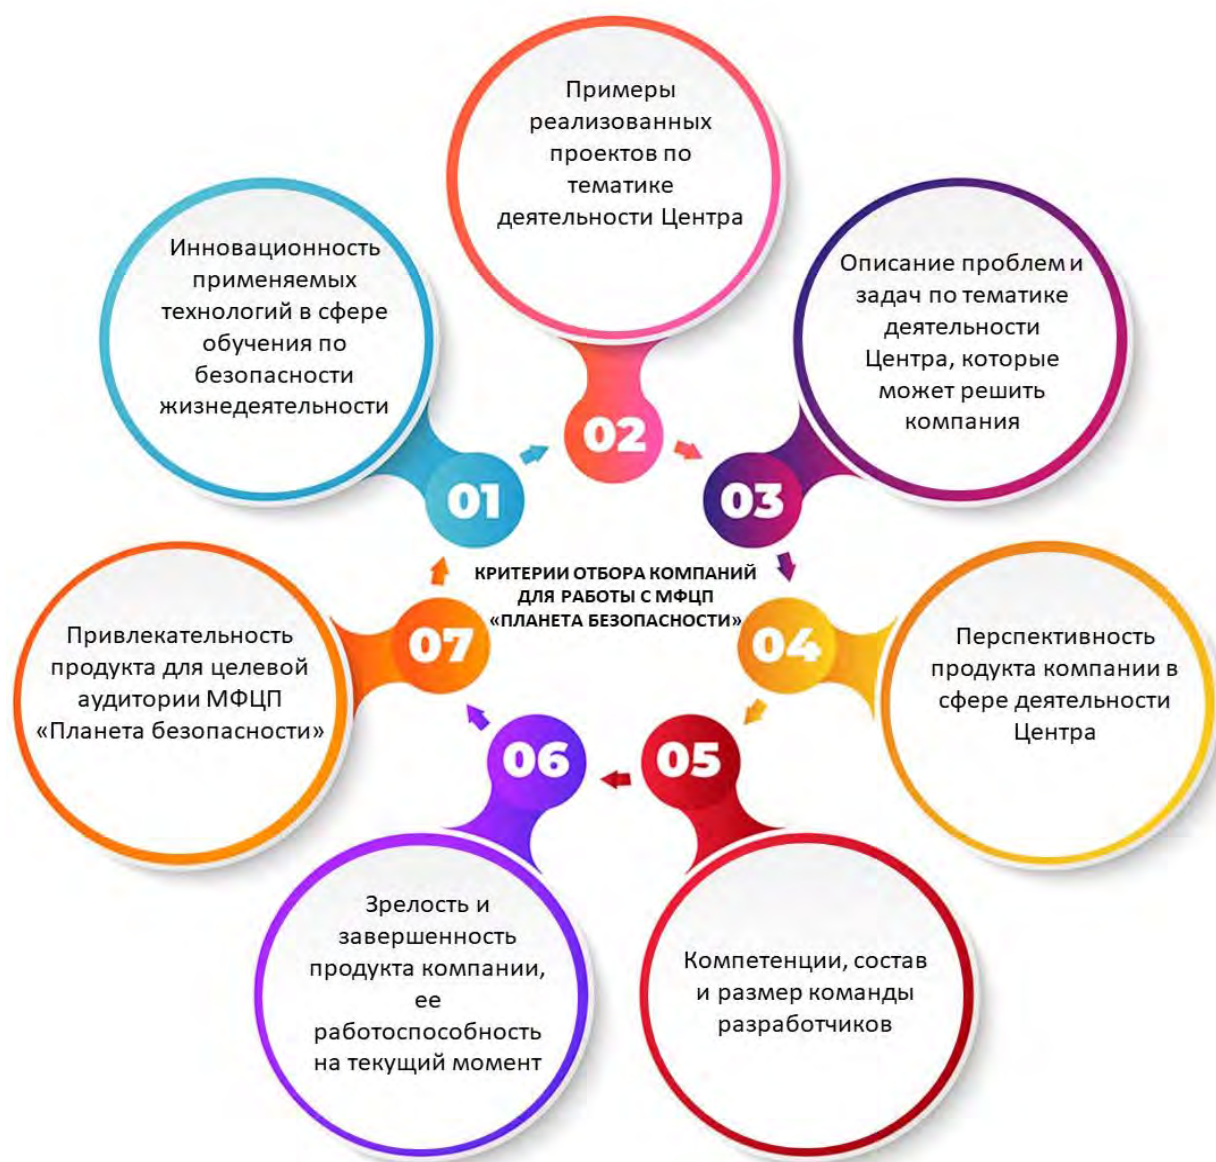 КРИТЕРИИ ОТБОРА КОМПАНИЙ
ДЛЯ РАБОТЫ С МФЦП
«ПЛАНЕТА БЕЗОПАСНОСТИ»
01
Инновационность
применяемых
технологий в сфере
обучения по
безопасности
жизнедеятельности
02
Примеры
реализованных
проектов по
тематике
деятельности Центра
03
Описание проблем и
задач по тематике
деятельности
Центра, которые
может решить
компания
04
Перспективность
продукта компании в
сфере деятельности
Центра
05
Компетенции, состав
и размер команды
разработчиков
06
Зрелость и
завершенность
продукта компании,
ее
работоспособность
на текущий момент
07
Привлекательность
продукта для целевой
аудитории МФЦП
«Планета безопасности»